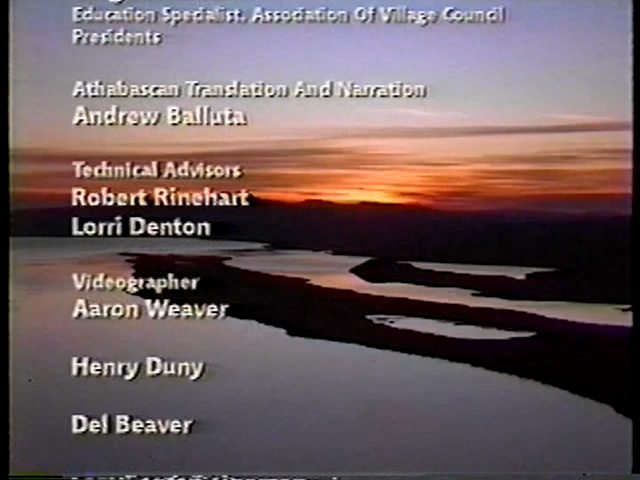 Education Specialist, Association Of Village Council
Presidents
Athabascan Translation And Narration
Andrew Balluta
Technical Advisors
Robert Rinehart
Lorri Denton
Videographer
Aaron Weaver
Henry Duny
Del Beaver